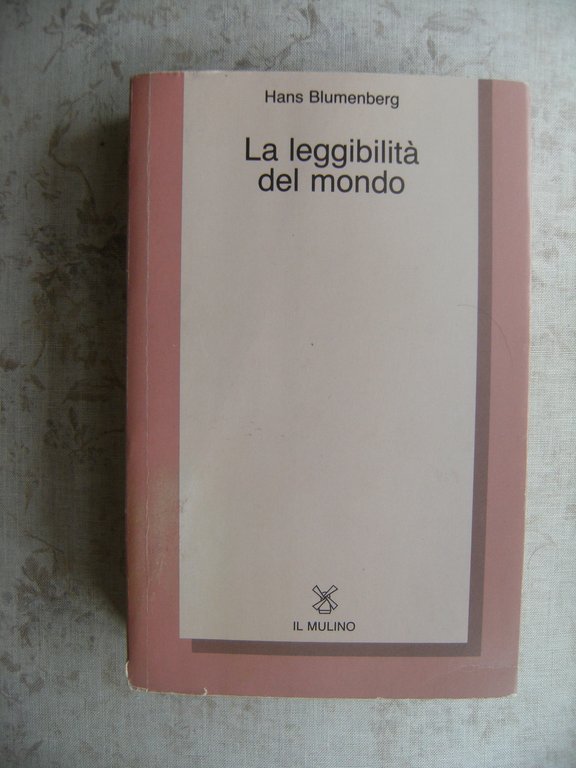 Hans Blumenberg
La leggibilità
del mondo
IL MULINO